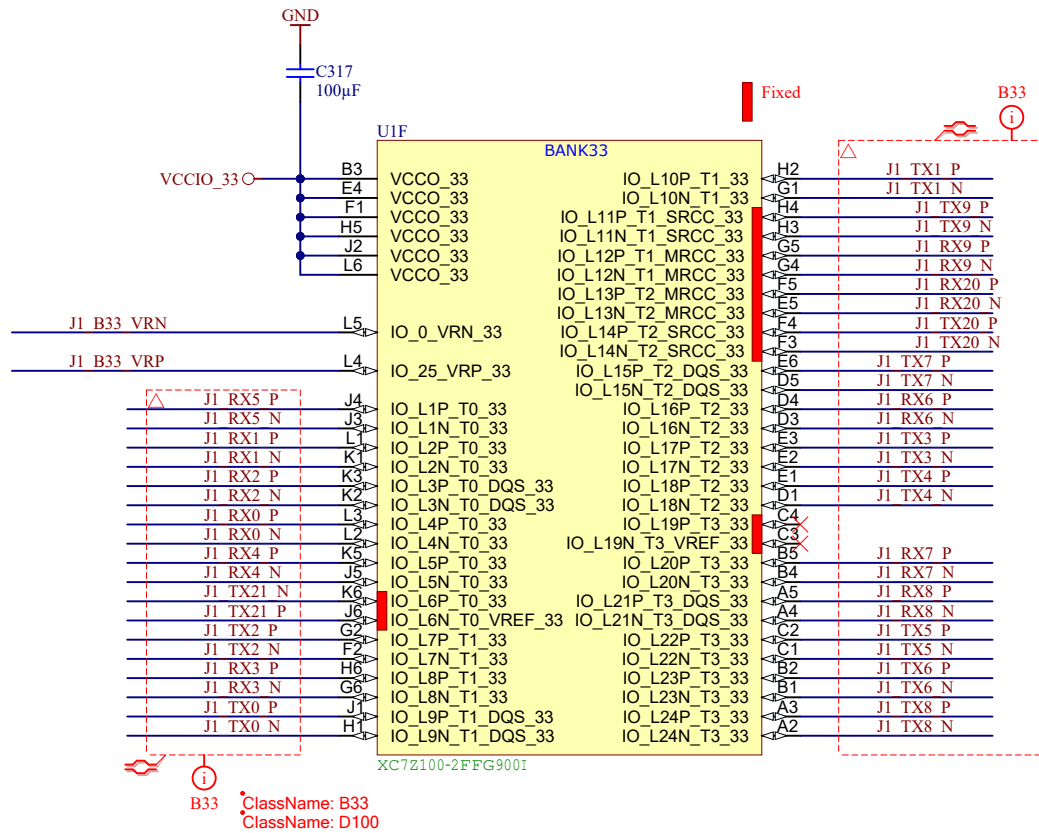 GND
C317
100µF
Fixed
B33
U1F
BANK33
VCCIO_33
B3 VCCO_33
E4 VCCO_33
F1 VCCO_33
H5 VCCO_33
J2 VCCO_33
L6 VCCO_33
J1_B33_VRN L5 IO_0_VRN_33
J1_B33_VRP L4 IO_25_VRP_33
J1_RX5_P J4 IO_L1P_T0_33
J1_RX5_N J3 IO_L1N_T0_33
J1_RX1_P L1 IO_L2P_T0_33
J1_RX1_N K1 IO_L2N_T0_33
J1_RX2_P K3 IO_L3P_T0_DQS_33
J1_RX2_N K2 IO_L3N_T0_DQS_33
J1_RX0_P L3 IO_L4P_T0_33
J1_RX0_N L2 IO_L4N_T0_33
J1_RX4_P K5 IO_L5P_T0_33
J1_RX4_N J5 IO_L5N_T0_33
J1_TX21_N K6 IO_L6P_T0_33
J1_TX21_P J6 IO_L6N_T0_VREF_33
J1_TX2_P G2 IO_L7P_T1_33
J1_TX2_N F2 IO_L7N_T1_33
J1_RX3_P H6 IO_L8P_T1_33
J1_RX3_N G6 IO_L8N_T1_33
J1_TX0_P J1 IO_L9P_T1_DQS_33
J1_TX0_N H1 IO_L9N_T1_DQS_33
IO_L10P_T1_33 H2 J1_TX1_P
IO_L10N_T1_33 G1 J1_TX1_N
IO_L11P_T1_SRCC_33 H4 J1_TX9_P
IO_L11N_T1_SRCC_33 H3 J1_TX9_N
IO_L12P_T1_MRCC_33 G5 J1_RX9_P
IO_L12N_T1_MRCC_33 G4 J1_RX9_N
IO_L13P_T2_MRCC_33 F5 J1_RX20_P
IO_L13N_T2_MRCC_33 E5 J1_RX20_N
IO_L14P_T2_SRCC_33 F4 J1_TX20_P
IO_L14N_T2_SRCC_33 F3 J1_TX20_N
IO_L15P_T2_DQS_33 E6 J1_TX7_P
IO_L15N_T2_DQS_33 D5 J1_TX7_N
IO_L16P_T2_33 D4 J1_RX6_P
IO_L16N_T2_33 D3 J1_RX6_N
IO_L17P_T2_33 E3 J1_TX3_P
IO_L17N_T2_33 E2 J1_TX3_N
IO_L18P_T2_33 E1 J1_TX4_P
IO_L18N_T2_33 D1 J1_TX4_N
IO_L19P_T3_33 C4
IO_L19N_T3_VREF_33 C3
IO_L20P_T3_33 B5 J1_RX7_P
IO_L20N_T3_33 B4 J1_RX7_N
IO_L21P_T3_DQS_33 A5 J1_RX8_P
IO_L21N_T3_DQS_33 A4 J1_RX8_N
IO_L22P_T3_33 C2 J1_TX5_P
IO_L22N_T3_33 C1 J1_TX5_N
IO_L23P_T3_33 B2 J1_TX6_P
IO_L23N_T3_33 B1 J1_TX6_N
IO_L24P_T3_33 A3 J1_TX8_P
IO_L24N_T3_33 A2 J1_TX8_N
XC7Z100-2FFG900I
B33
ClassName: B33
ClassName: D100